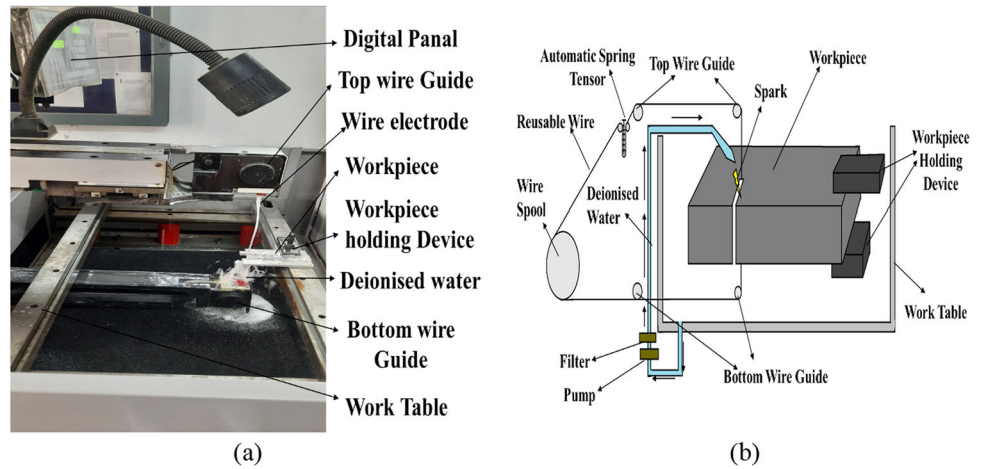 Digital Panal
Top wire Guide
Wire electrode
Workpiece
Workpiece
holding Device
Deionised water
Bottom wire
Guide
Work Table
(a)
Automatic Spring
Tensor
Top Wire Guide
Workpiece
Spark
Reusable Wire
Workpiece
Holding
Device
Wire
Spool
Deionised
Water
Work Table
Filter
Bottom Wire Guide
Pump
(b)